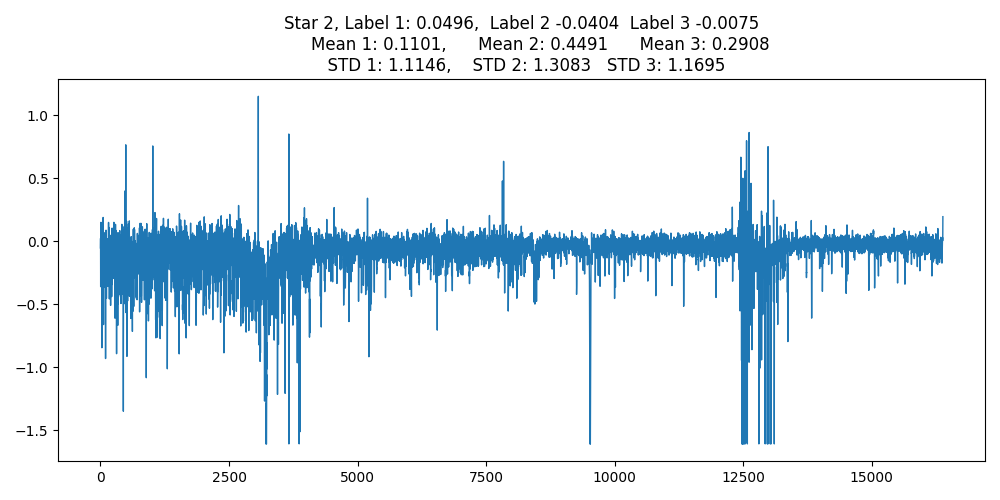 Star 2, Label 1: 0.0496,  Label 2 -0.0404  Label 3 -0.0075
Mean 1: 0.1101,      Mean 2: 0.4491      Mean 3: 0.2908
STD 1: 1.1146,    STD 2: 1.3083   STD 3: 1.1695
1.0
0.5
0.0
−0.5
−1.0
−1.5
0 2500 5000 7500 10000 12500 15000